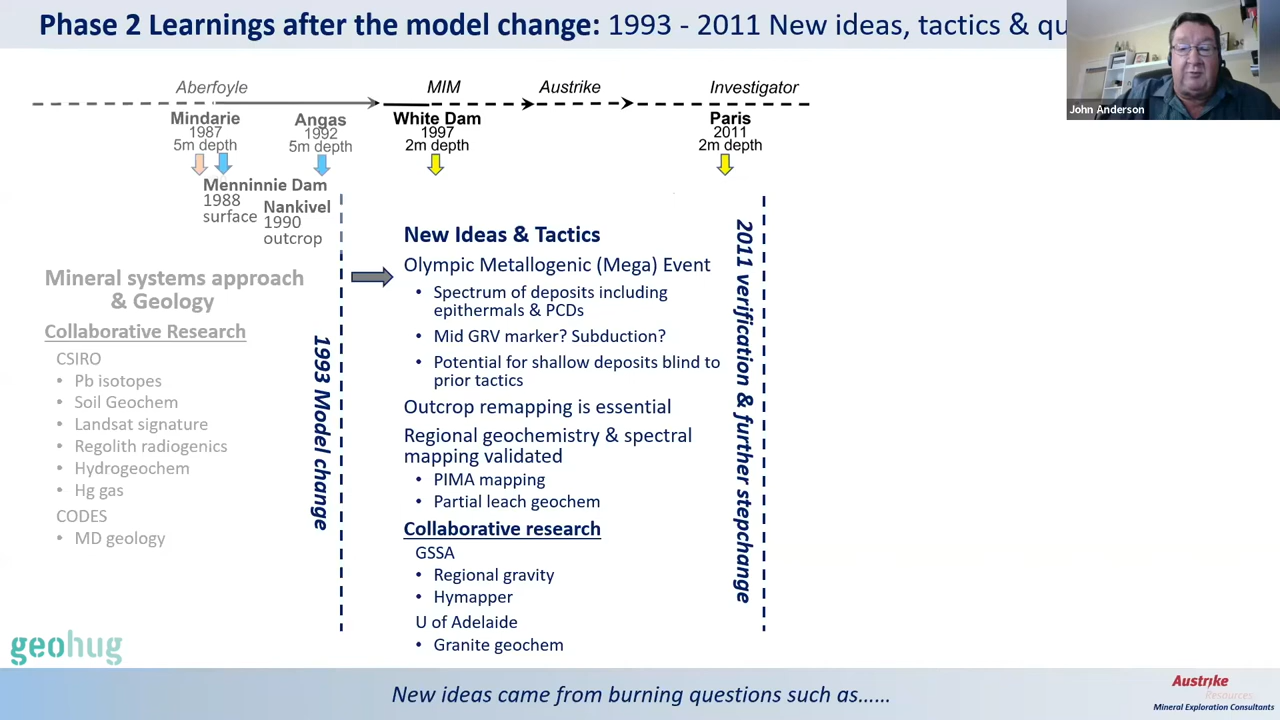 Phase 2 Learnings after the model change: 1993 - 2011 New ideas, tactics & qu
John Anderson
Aberfoyle
MIM
Austrike
Investigator
Mindarie
1987
5m depth
Angas
1992
5m depth
White Dam
1997
2m depth
Paris
2011
2m depth
Menninnie Dam
1988
surface
Nankivel
1990
outcrop
Mineral systems approach
& Geology
Collaborative Research
CSIRO
• Pb isotopes
• Soil Geochem
• Landsat signature
• Regolith radiogenics
• Hydrogeochem
• Hg gas
CODES
• MD geology
1993 Model change
New Ideas & Tactics
Olympic Metallogenic (Mega) Event
• Spectrum of deposits including
epithermals & PCDs
• Mid GRV marker? Subduction?
• Potential for shallow deposits blind to
prior tactics
Outcrop remapping is essential
Regional geochemistry & spectral
mapping validated
• PIMA mapping
• Partial leach geochem
Collaborative research
GSSA
• Regional gravity
• Hymapper
U of Adelaide
• Granite geochem
2011 verification & further stepchange
geohug
New ideas came from burning questions such as……
Austrike
Resources
Mineral Exploration Consultants